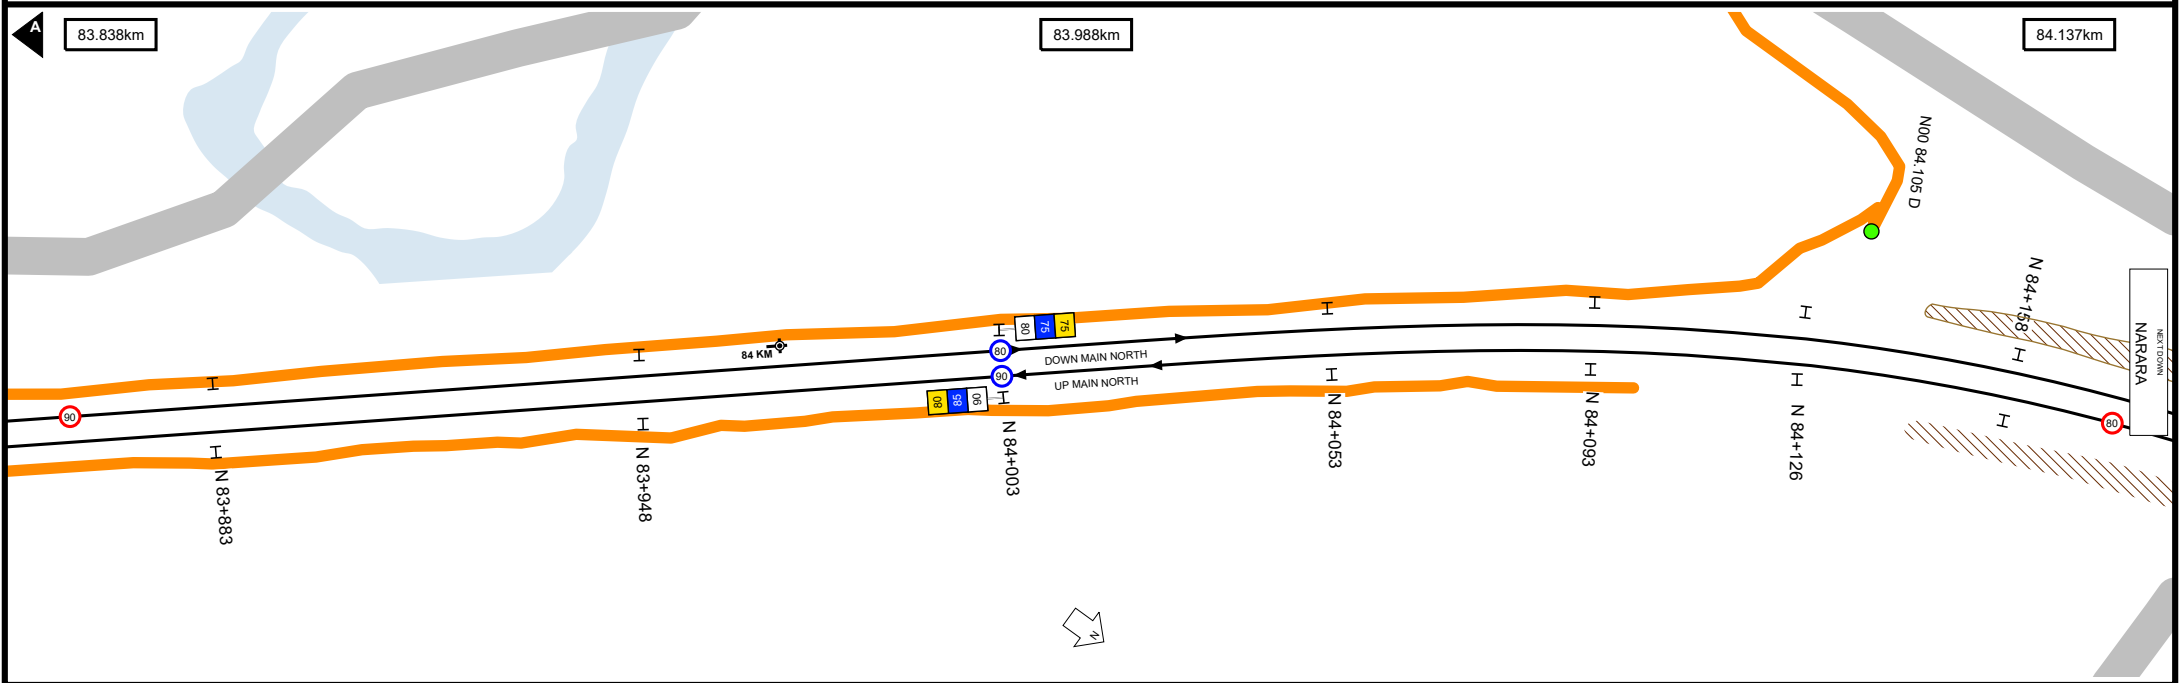 A
83.838km
83.988km
84.137km
N00 84.105 D
N 84+158
NEXT DOWN
NARARA
80 75 75
84 KM
80
DOWN MAIN NORTH
90
UP MAIN NORTH
80 85 90
90
80
N 83+883
N 83+948
N 84+003
N 84+053
N 84+093
N 84+126
N